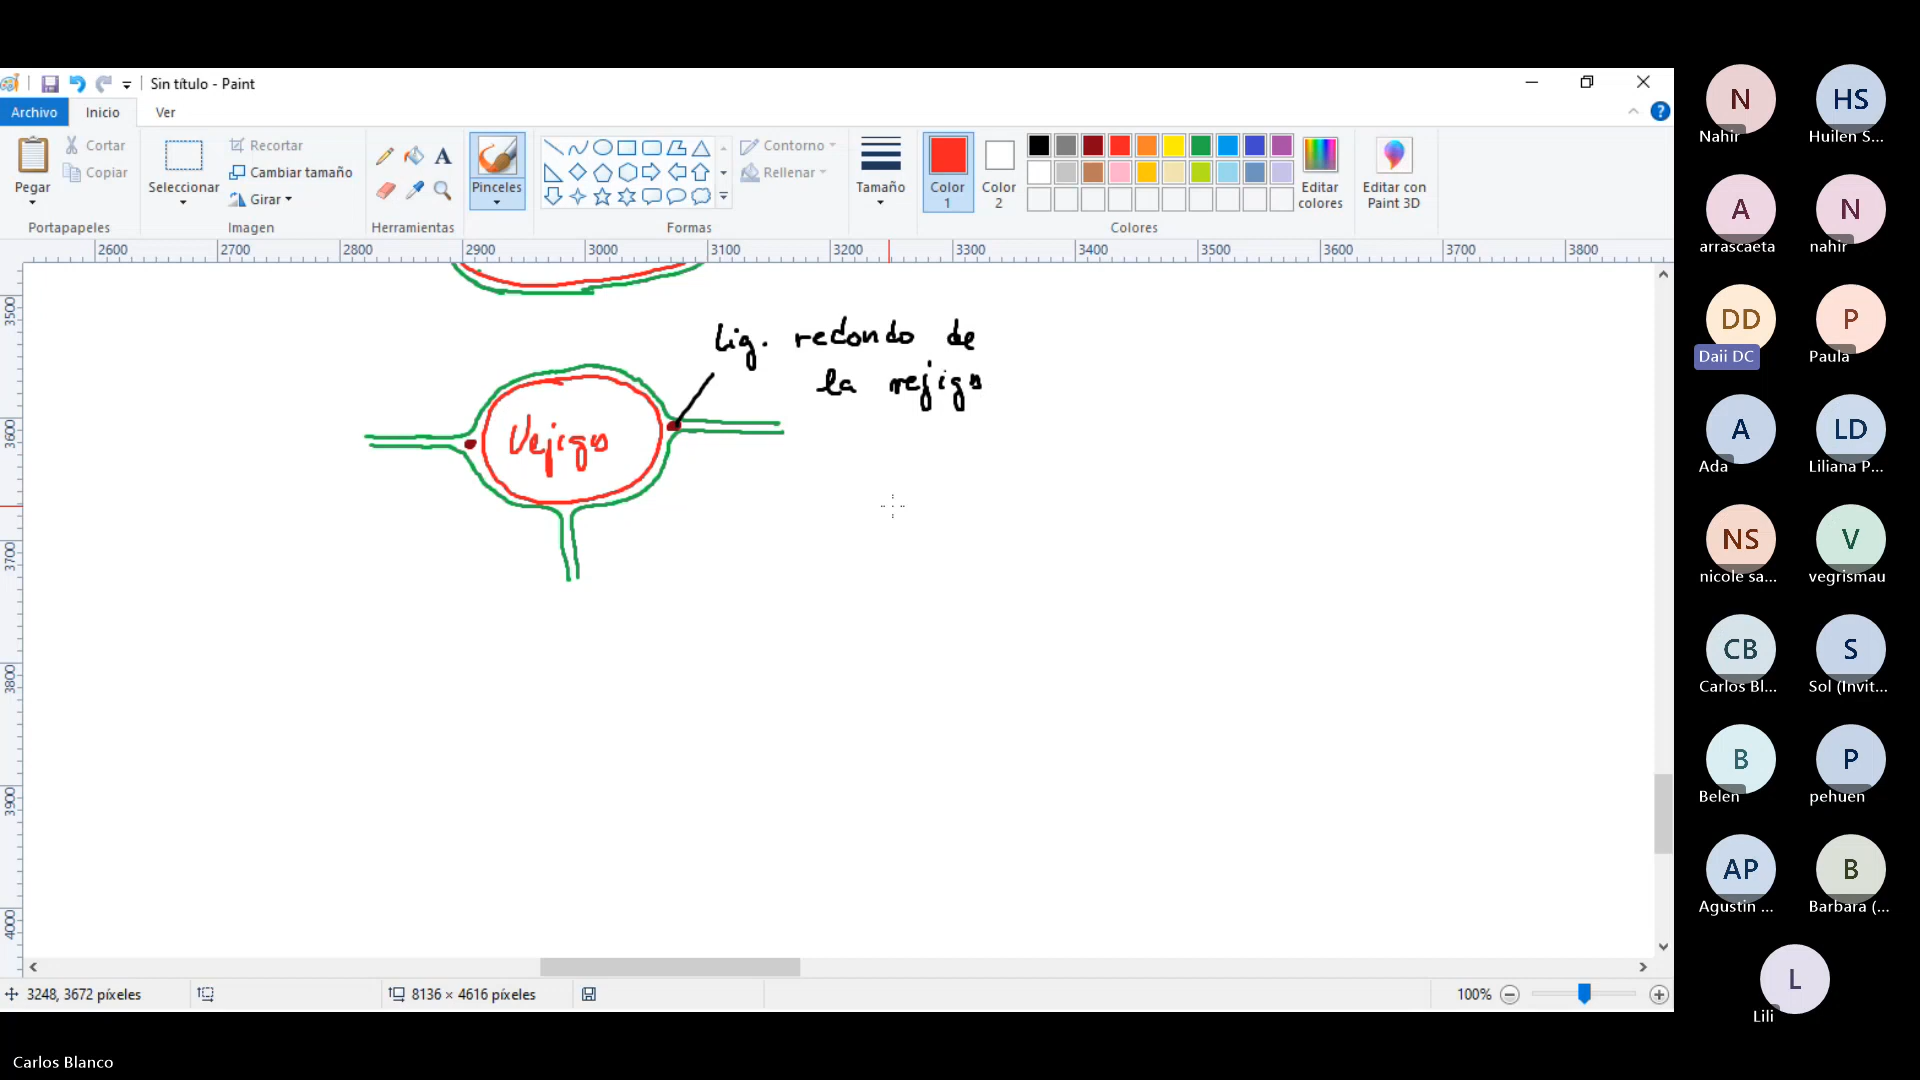 Sin título - Paint
Archivo
Inicio
Ver
Pegar
Cortar
Copiar
Portapapeles
Seleccionar
Recortar
Cambiar tamaño
Girar
Imagen
A
Herramientas
Pinceles
Contorno
Rellenar
Formas
Tamaño
Color
1
Color
2
Editar
colores
Colores
Editar con
Paint 3D
2600 2700 2800 2900 3000 3100 3200 3300 3400 3500 3600 3700 3800
3500
3600
3700
3800
3900
4000
Lig. redondo de
la vejiga
Vejiga
3248, 3672 píxeles
8136 × 4616 píxeles
100%
N
Nahir
HS
Huilen S...
A
arrascaeta
N
nahir
DD
Daii DC
P
Paula
A
Ada
LD
Liliana P...
NS
nicole sa...
V
vegrismau
CB
Carlos Bl...
S
Sol (Invit...
B
Belen
P
pehuen
AP
Agustin ...
B
Barbara (...
L
Lili
Carlos Blanco